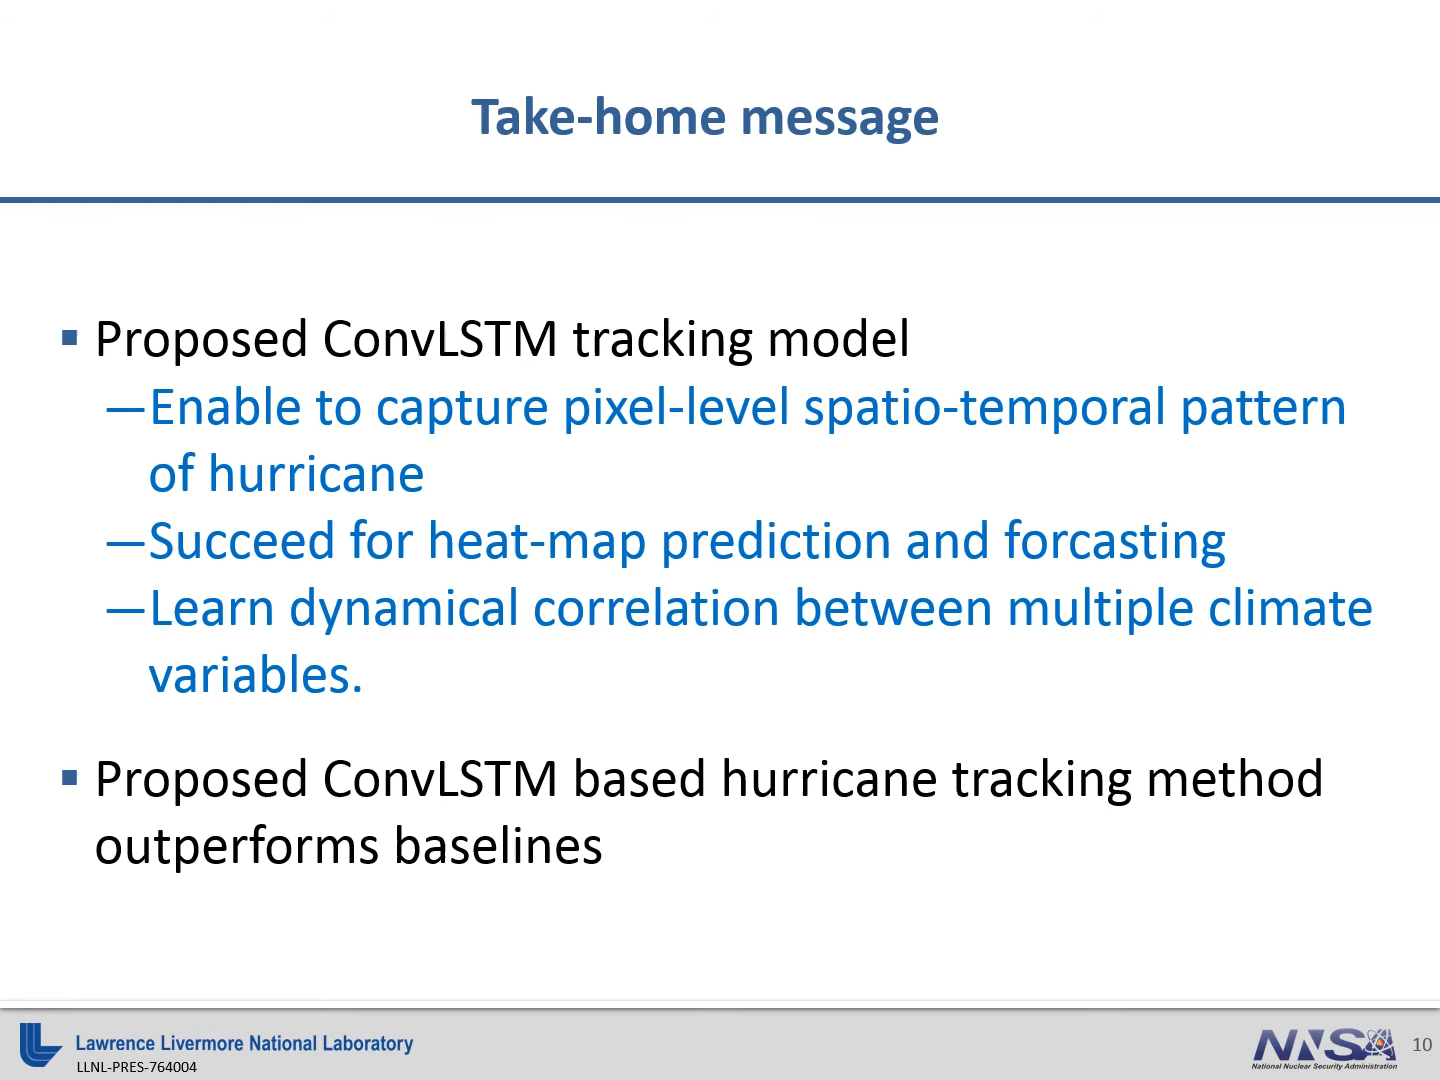 Take-home message
▪ Proposed ConvLSTM tracking model
—Enable to capture pixel-level spatio-temporal pattern
of hurricane
—Succeed for heat-map prediction and forcasting
—Learn dynamical correlation between multiple climate
variables.
▪ Proposed ConvLSTM based hurricane tracking method
outperforms baselines
Lawrence Livermore National Laboratory
LLNL-PRES-764004
NNSA
National Nuclear Security Administration
10